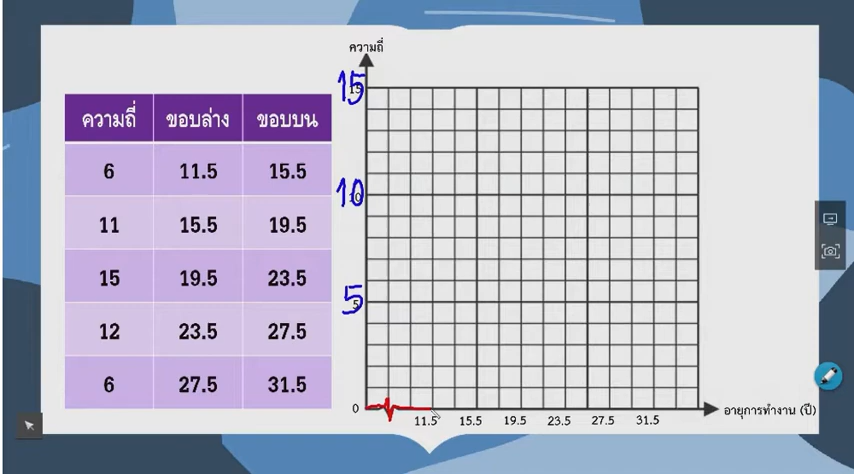 ความถี่
15
ความถี่ ขอบล่าง ขอบบน
6 11.5 15.5
10
11 15.5 19.5
15 19.5 23.5
5
12 23.5 27.5
6 27.5 31.5
0
อายุการทำงาน (ปี)
11.5 15.5 19.5 23.5 27.5 31.5